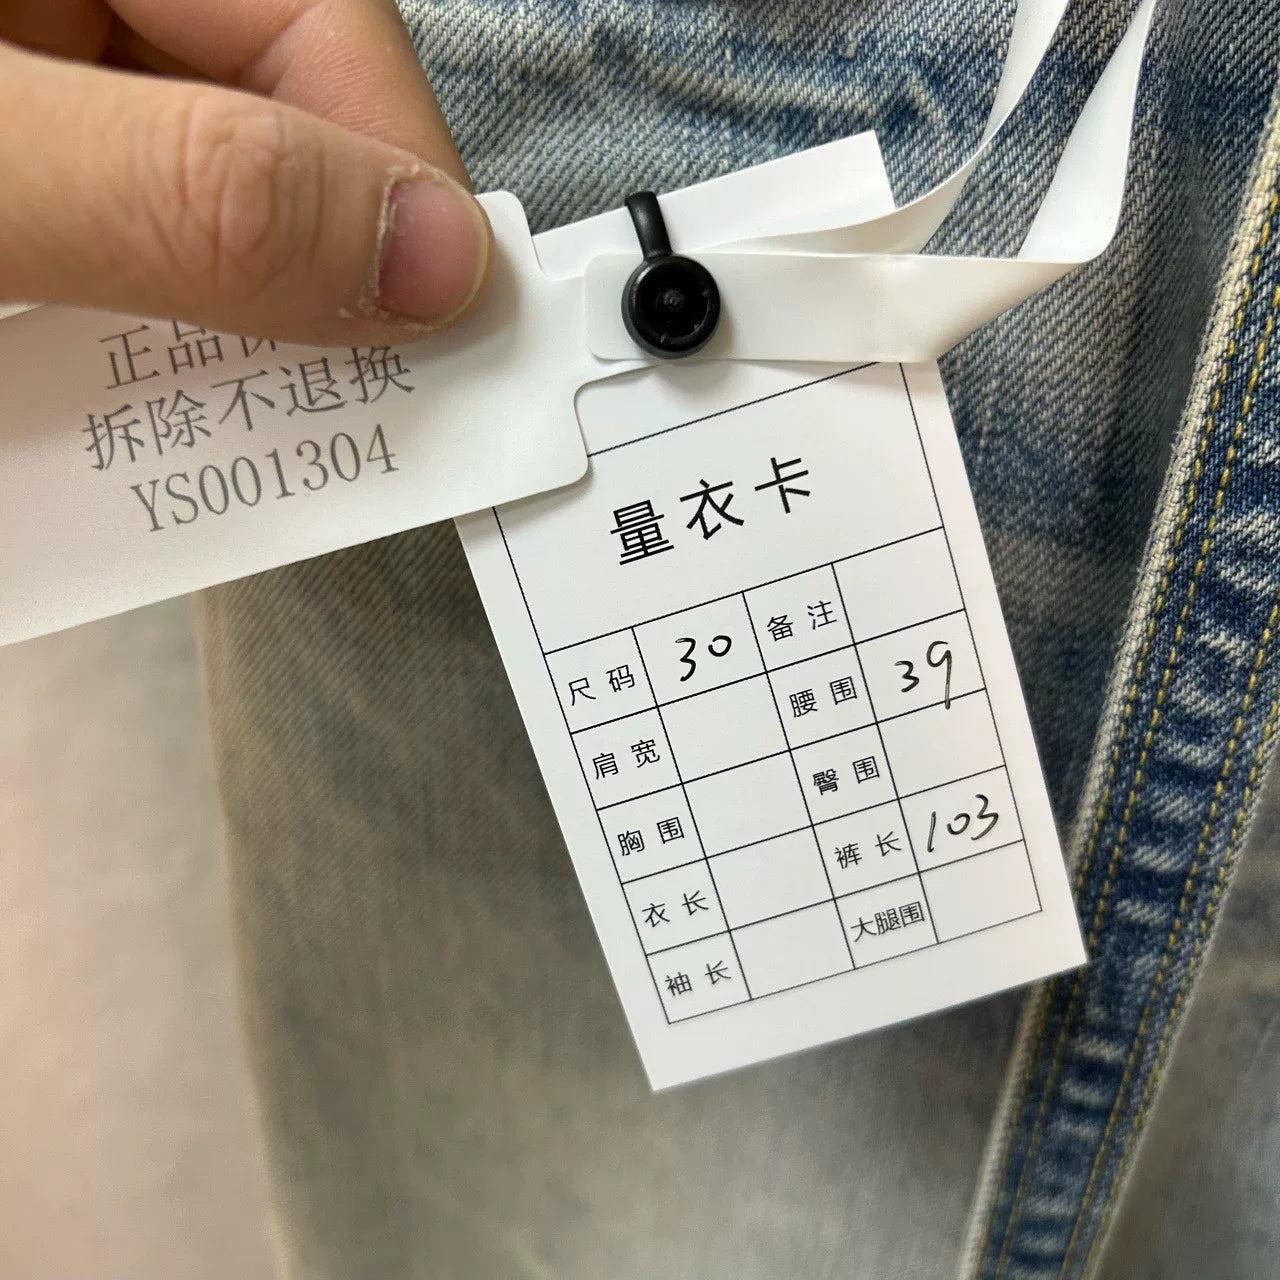 正品
拆除不退换
YS001304
量衣卡
尺码 30 备注
肩宽 腰围 39
胸围 臀围
衣长 裤长 103
袖长 大腿围